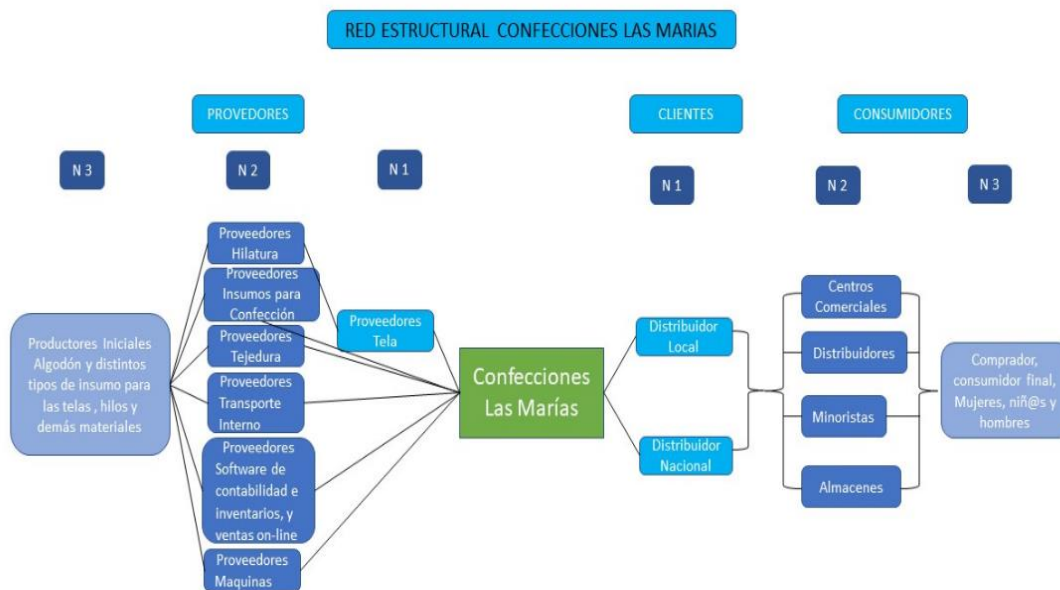 RED ESTRUCTURAL CONFECCIONES LAS MARIAS
PROVEDORES
CLIENTES
CONSUMIDORES
N 3
N 2
N 1
N 1
N 2
N 3
Productores Iniciales
Algodón y distintos
tipos de insumo para
las telas , hilos y
demás materiales
Proveedores
Hilatura
Proveedores
Insumos para
Confección
Proveedores
Tejedura
Proveedores
Transporte
Interno
Proveedores
Software de
contabilidad e
inventarios, y
ventas on-line
Proveedores
Maquinas
Proveedores
Tela
Confecciones
Las Marías
Distribuidor
Local
Distribuidor
Nacional
Centros
Comerciales
Distribuidores
Minoristas
Almacenes
Comprador,
consumidor final,
Mujeres, niñ@s y
hombres